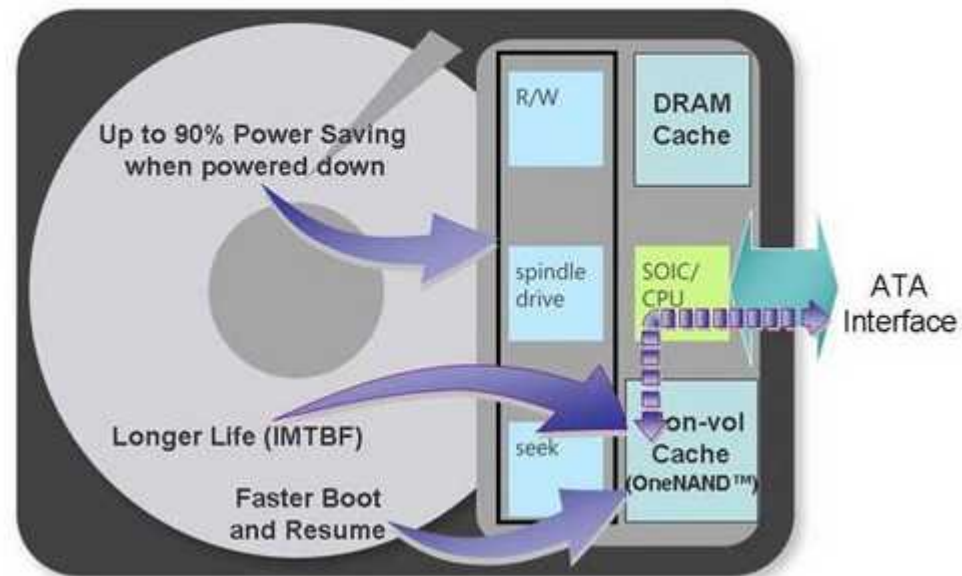 Up to 90% Power Saving
when powered down
R/W
DRAM
Cache
spindle
drive
SOIC/
CPU
ATA
Interface
Longer Life (IMTBF)
seek
on-vol
Cache
(OneNAND™)
Faster Boot
and Resume